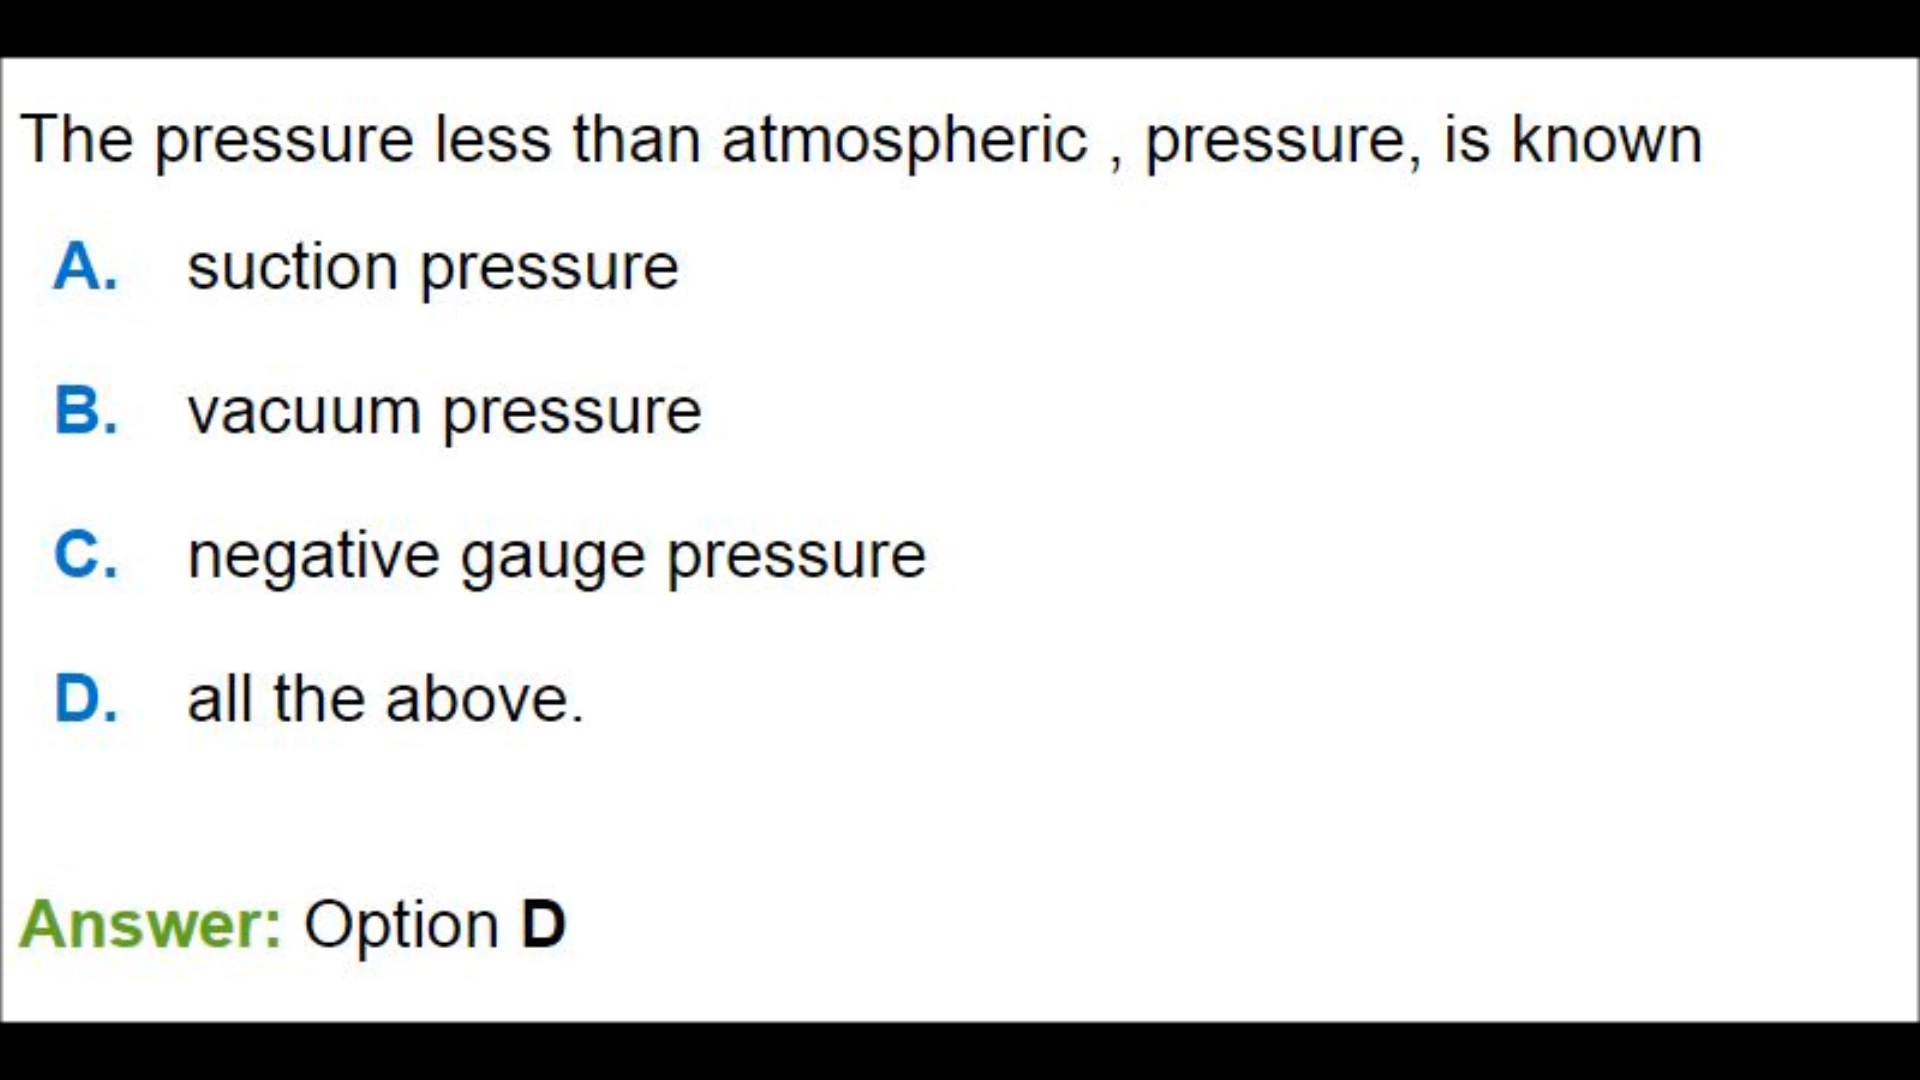 The pressure less than atmospheric , pressure, is known
A. suction pressure
B. vacuum pressure
C. negative gauge pressure
D. all the above.
Answer: Option D